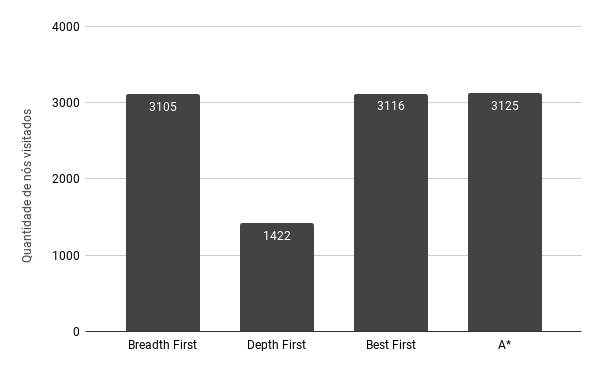 Quantidade de nós visitados
4000
3000
2000
1000
0
3105
1422
3116
3125
Breadth First
Depth First
Best First
A*